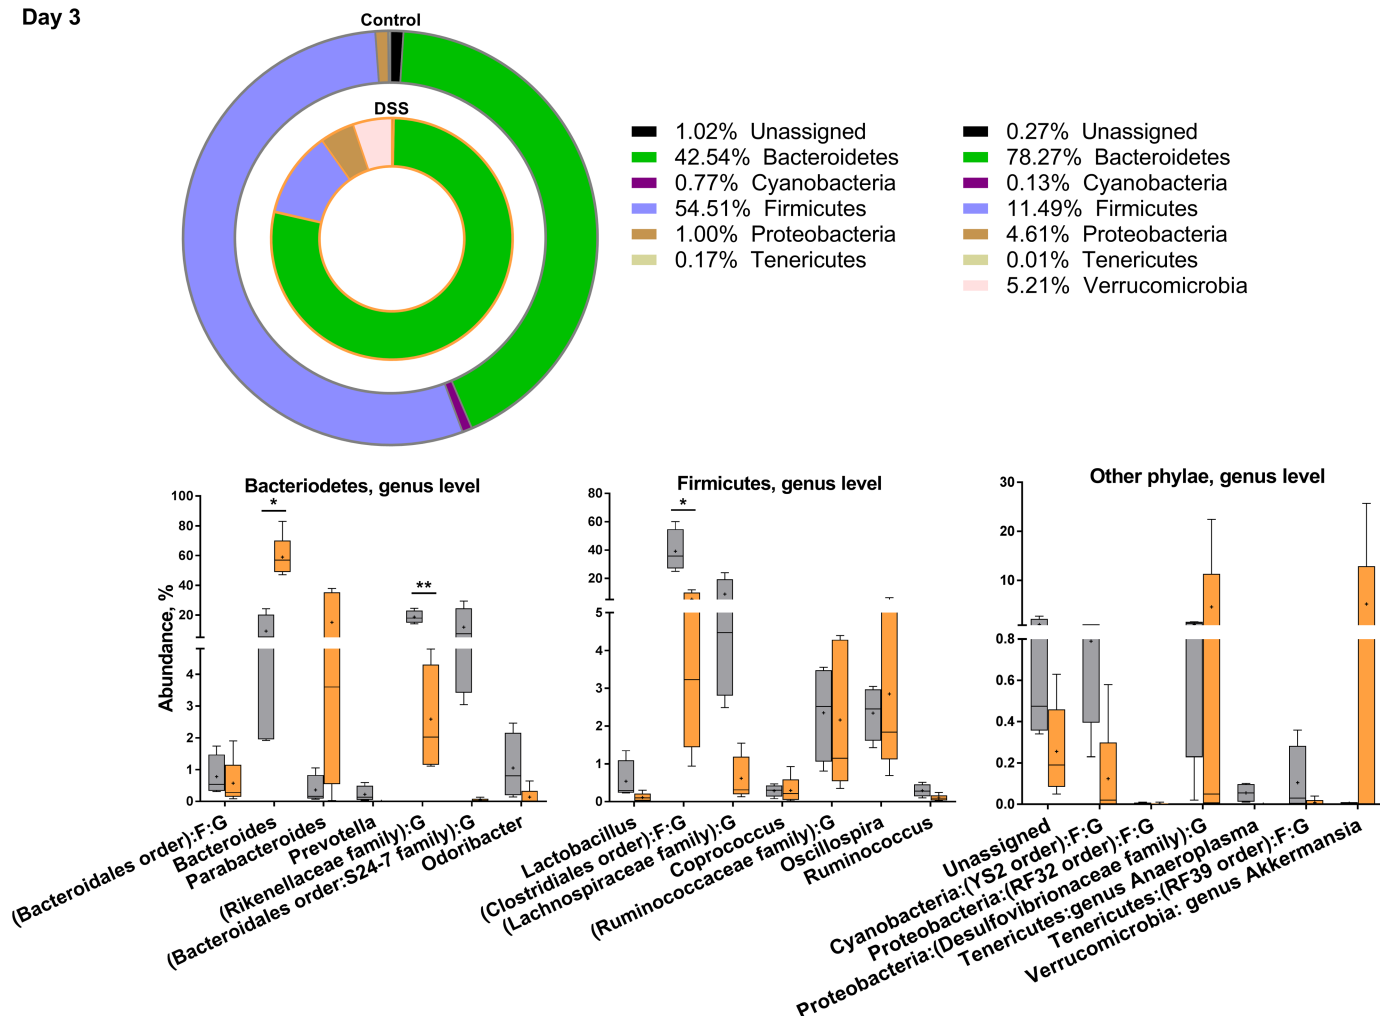 Day 3
Control
DSS
1.02% Unassigned
42.54% Bacteroidetes
0.77% Cyanobacteria
54.51% Firmicutes
1.00% Proteobacteria
0.17% Tenericutes
0.27% Unassigned
78.27% Bacteroidetes
0.13% Cyanobacteria
11.49% Firmicutes
4.61% Proteobacteria
0.01% Tenericutes
5.21% Verrucomicrobia
Bacteriodetes, genus level
Abundance, %
100
80
60
40
20
4
3
2
1
0
*
**
(Bacteroidales order):F:G
Bacteroides
Parabacteroides
Prevotella
(Rikenellaceae family):G
(Bacteroidales order:S24-7 family):G
Odoribacter
Firmicutes, genus level
80
60
40
20
5
4
3
2
1
0
*
Lactobacillus
(Clostridiales order):F:G
(Lachnospiraceae family):G
Coprococcus
(Ruminococcaceae family):G
Oscillospira
Ruminococcus
Other phylae, genus level
30
20
10
0.8
0.6
0.4
0.2
0.0
Unassigned
Cyanobacteria:(YS2 order):F:G
Proteobacteria:(RF32 order):F:G
Proteobacteria:(Desulfovibrionaceae family):G
Tenericutes:genus Anaeroplasma
Tenericutes:(RF39 order):F:G
Verrucomicrobia: genus Akkermansia